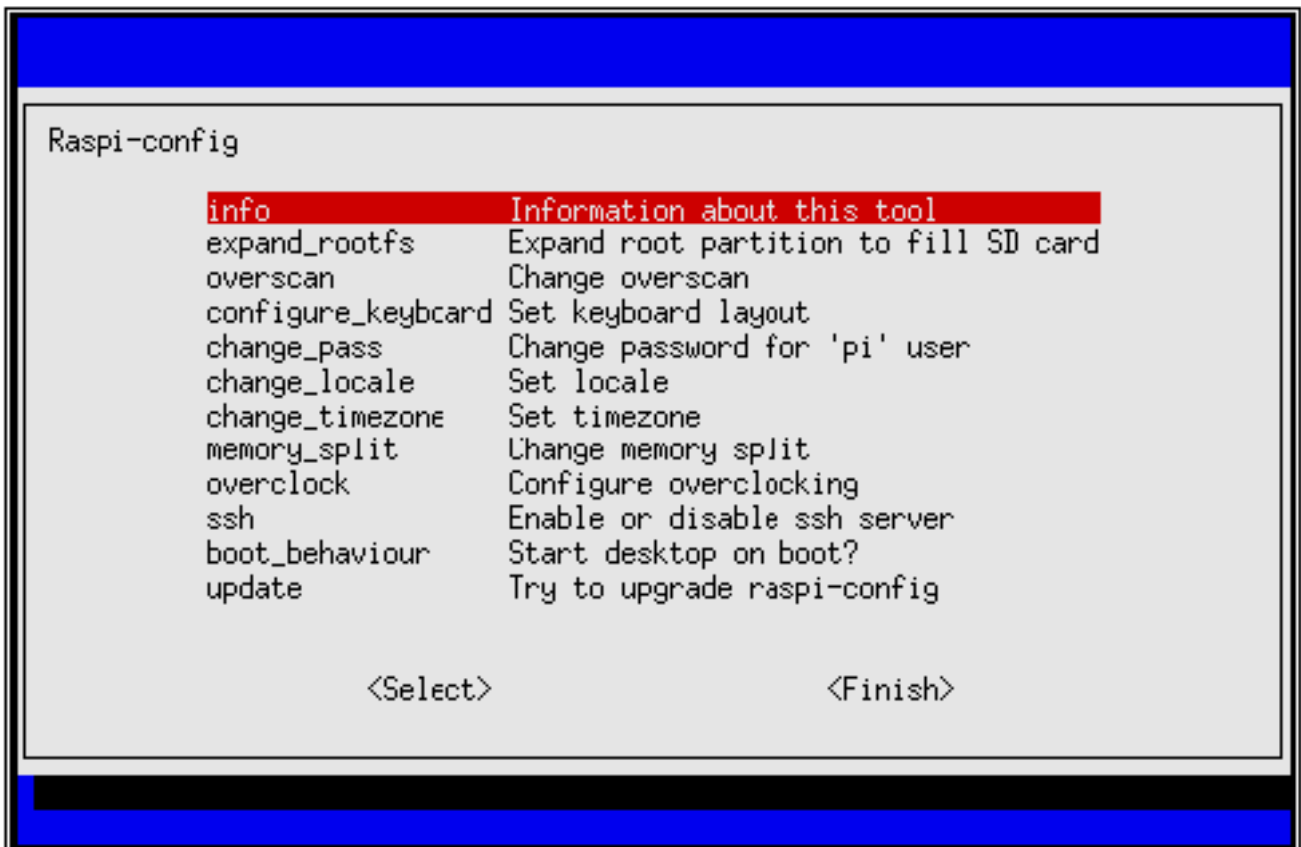 Raspi-config
info Information about this tool
expand_rootfs Expand root partition to fill SD card
overscan Change overscan
configure_keyboard Set keyboard layout
change_pass Change password for 'pi' user
change_locale Set locale
change_timezone Set timezone
memory_split Change memory split
overclock Configure overclocking
ssh Enable or disable ssh server
boot_behaviour Start desktop on boot?
update Try to upgrade raspi-config
<Select> <Finish>